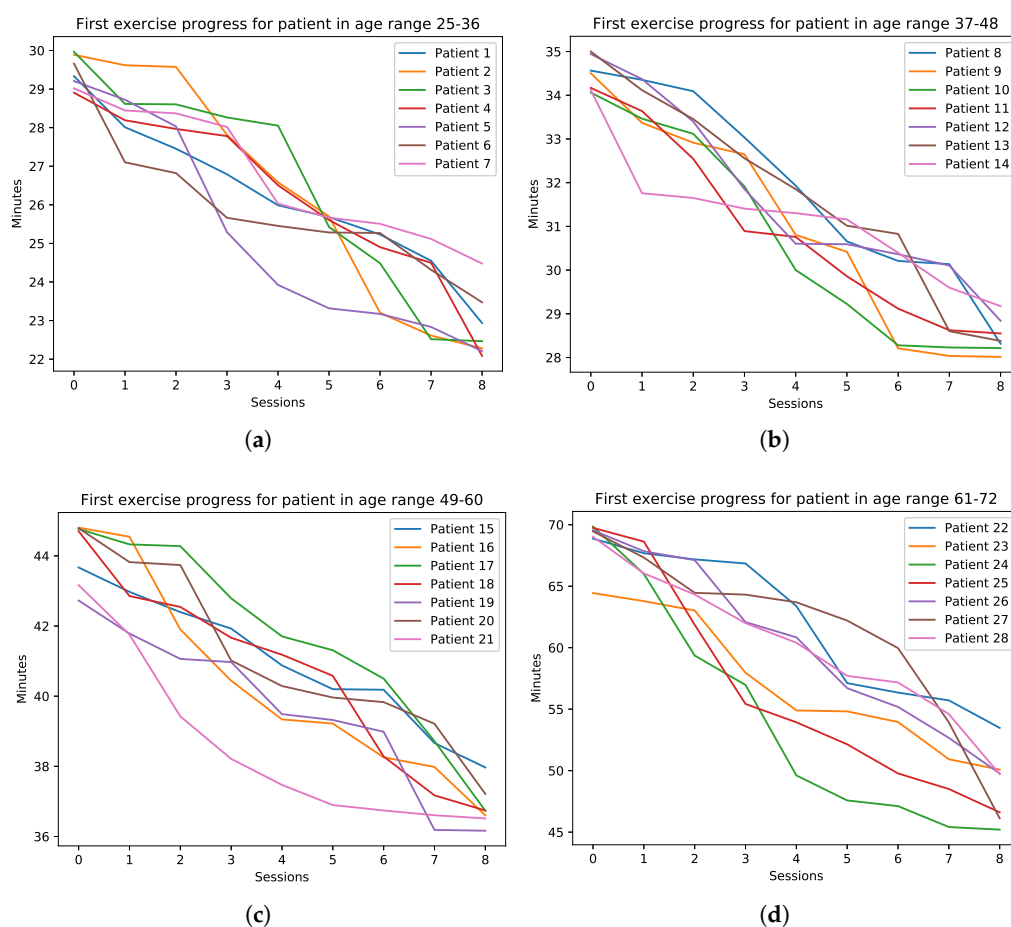 First exercise progress for patient in age range 25-36
30
29
28
27
26
25
24
23
22
Minutes
0 1 2 3 4 5 6 7 8
Sessions
Patient 1
Patient 2
Patient 3
Patient 4
Patient 5
Patient 6
Patient 7
(a)
First exercise progress for patient in age range 37-48
35
34
33
32
31
30
29
28
Minutes
0 1 2 3 4 5 6 7 8
Sessions
Patient 8
Patient 9
Patient 10
Patient 11
Patient 12
Patient 13
Patient 14
(b)
First exercise progress for patient in age range 49-60
44
42
40
38
36
Minutes
0 1 2 3 4 5 6 7 8
Sessions
Patient 15
Patient 16
Patient 17
Patient 18
Patient 19
Patient 20
Patient 21
(c)
First exercise progress for patient in age range 61-72
70
65
60
55
50
45
Minutes
0 1 2 3 4 5 6 7 8
Sessions
Patient 22
Patient 23
Patient 24
Patient 25
Patient 26
Patient 27
Patient 28
(d)